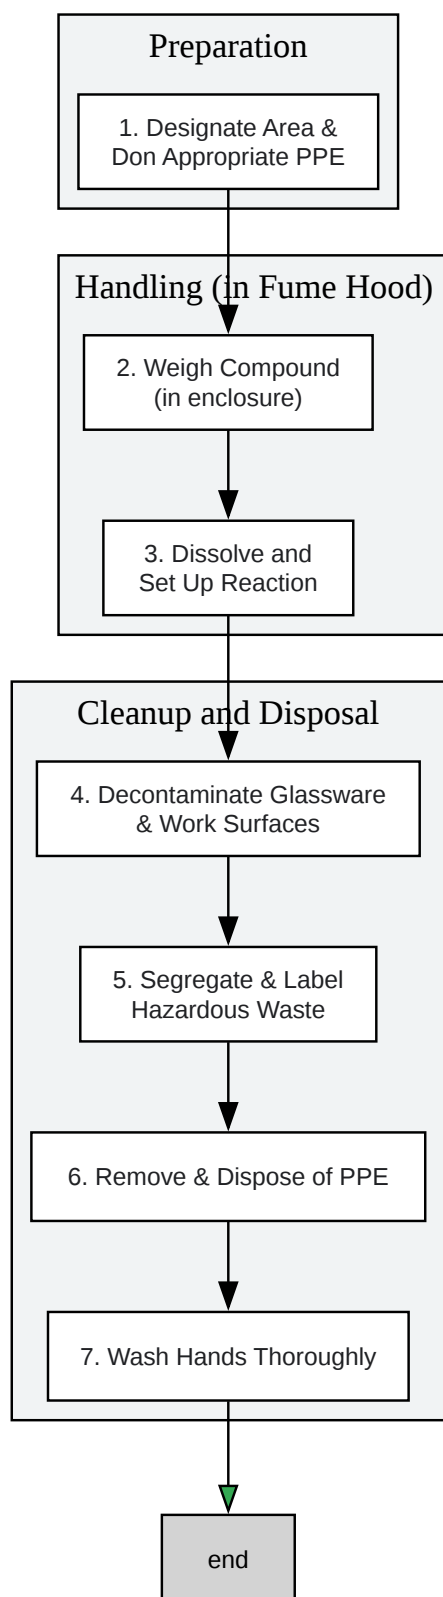 Preparation
1. Designate Area &
Don Appropriate PPE
Handling (in Fume Hood)
2. Weigh Compound
(in enclosure)
3. Dissolve and
Set Up Reaction
Cleanup and Disposal
4. Decontaminate Glassware
& Work Surfaces
5. Segregate & Label
Hazardous Waste
6. Remove & Dispose of PPE
7. Wash Hands Thoroughly
end